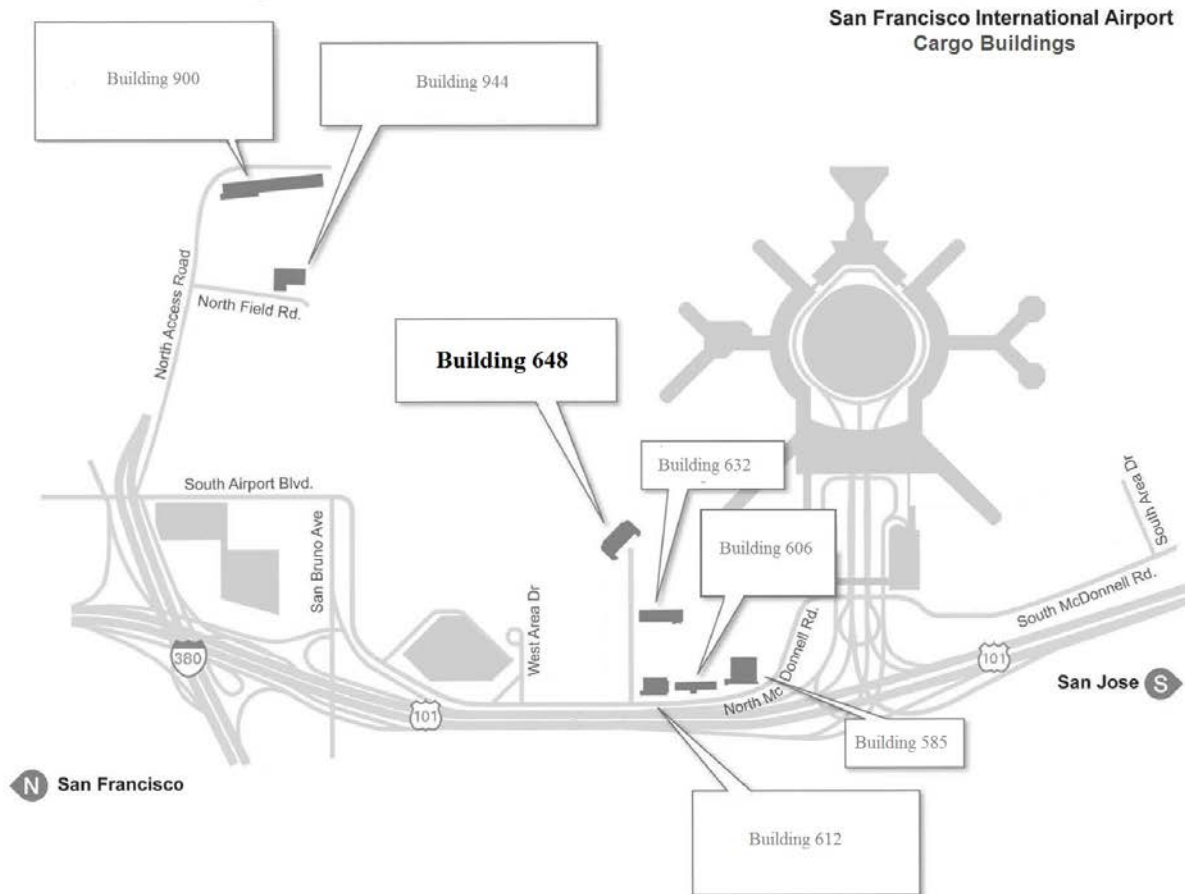 San Francisco International Airport
Cargo Buildings
Building 900
Building 944
North Access Road
North Field Rd.
Building 648
Building 632
South Airport Blvd.
San Bruno Ave
Building 606
South Area Dr
West Area Dr
North Mc Donnell Rd.
South McDonnell Rd.
380
101
101
San Jose S
Building 585
N San Francisco
Building 612